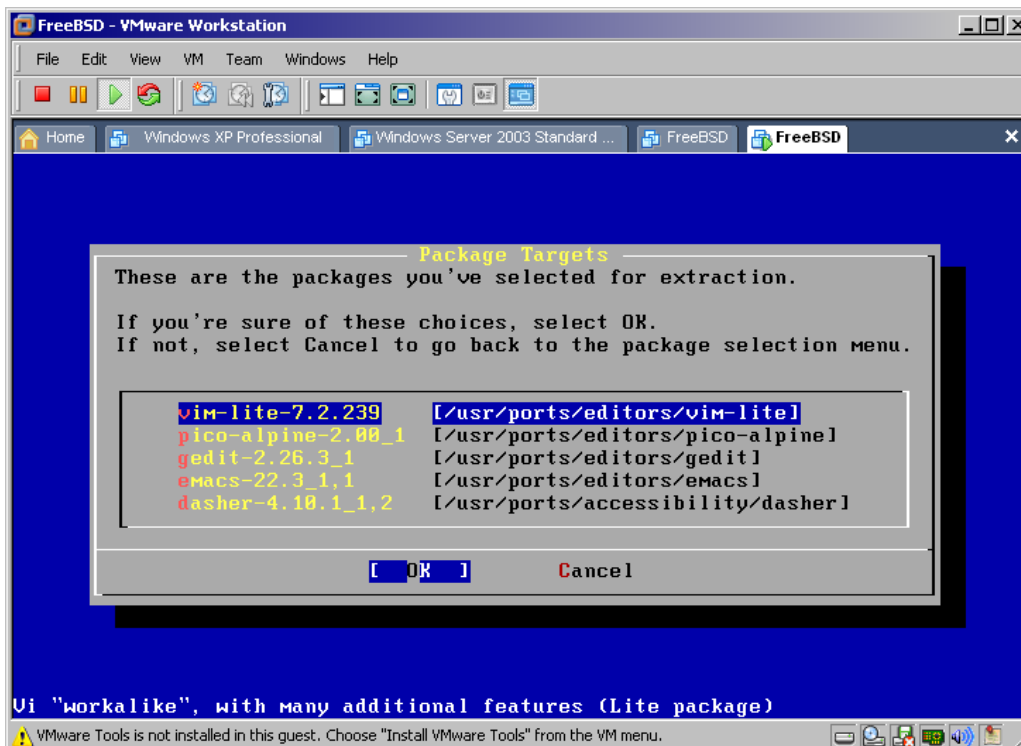 FreeBSD - VMware Workstation
File Edit View VM Team Windows Help
Home Windows XP Professional Windows Server 2003 Standard ... FreeBSD FreeBSD
Package Targets
These are the packages you've selected for extraction.
If you're sure of these choices, select OK.
If not, select Cancel to go back to the package selection menu.
vim-lite-7.2.239 [/usr/ports/editors/vim-lite]
pico-alpine-2.00_1 [/usr/ports/editors/pico-alpine]
gedit-2.26.3_1 [/usr/ports/editors/gedit]
emacs-22.3_1,1 [/usr/ports/editors/emacs]
dasher-4.10.1_1,2 [/usr/ports/accessibility/dasher]
[ OK ] Cancel
Vi "workalike", with many additional features (Lite package)
VMware Tools is not installed in this guest. Choose "Install VMware Tools" from the VM menu.